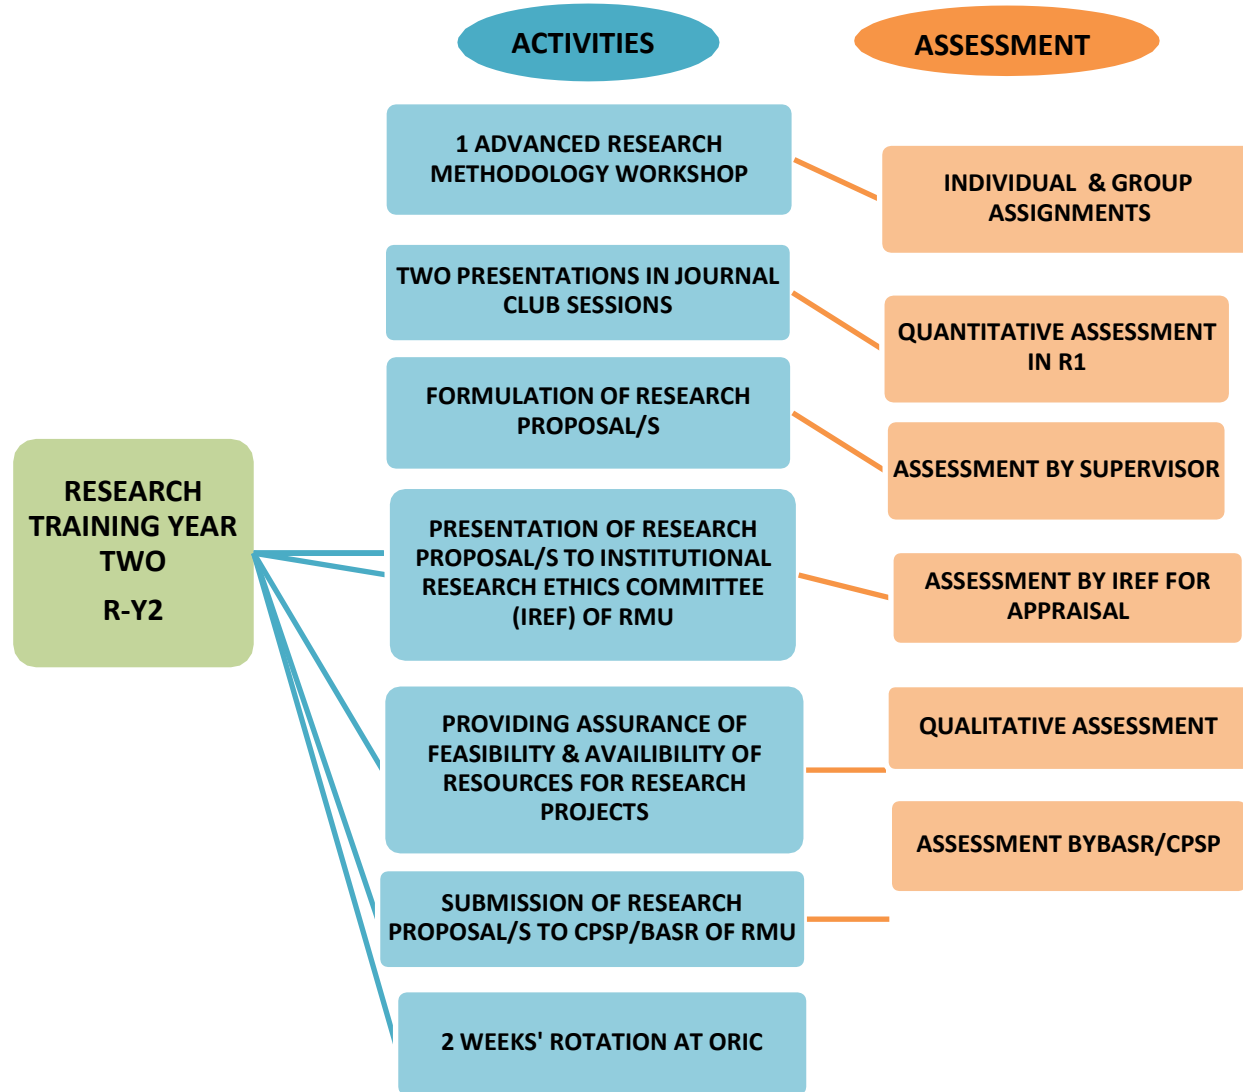 ACTIVITIES
ASSESSMENT
1 ADVANCED RESEARCH
METHODOLOGY WORKSHOP
INDIVIDUAL & GROUP
ASSIGNMENTS
TWO PRESENTATIONS IN JOURNAL
CLUB SESSIONS
QUANTITATIVE ASSESSMENT
IN R1
FORMULATION OF RESEARCH
PROPOSAL/S
ASSESSMENT BY SUPERVISOR
RESEARCH
TRAINING YEAR
TWO
R-Y2
PRESENTATION OF RESEARCH
PROPOSAL/S TO INSTITUTIONAL
RESEARCH ETHICS COMMITTEE
(IREF) OF RMU
ASSESSMENT BY IREF FOR
APPRAISAL
PROVIDING ASSURANCE OF
FEASIBILITY & AVAILIBILITY OF
RESOURCES FOR RESEARCH
PROJECTS
QUALITATIVE ASSESSMENT
SUBMISSION OF RESEARCH
PROPOSAL/S TO CPSP/BASR OF RMU
ASSESSMENT BYBASR/CPSP
2 WEEKS' ROTATION AT ORIC